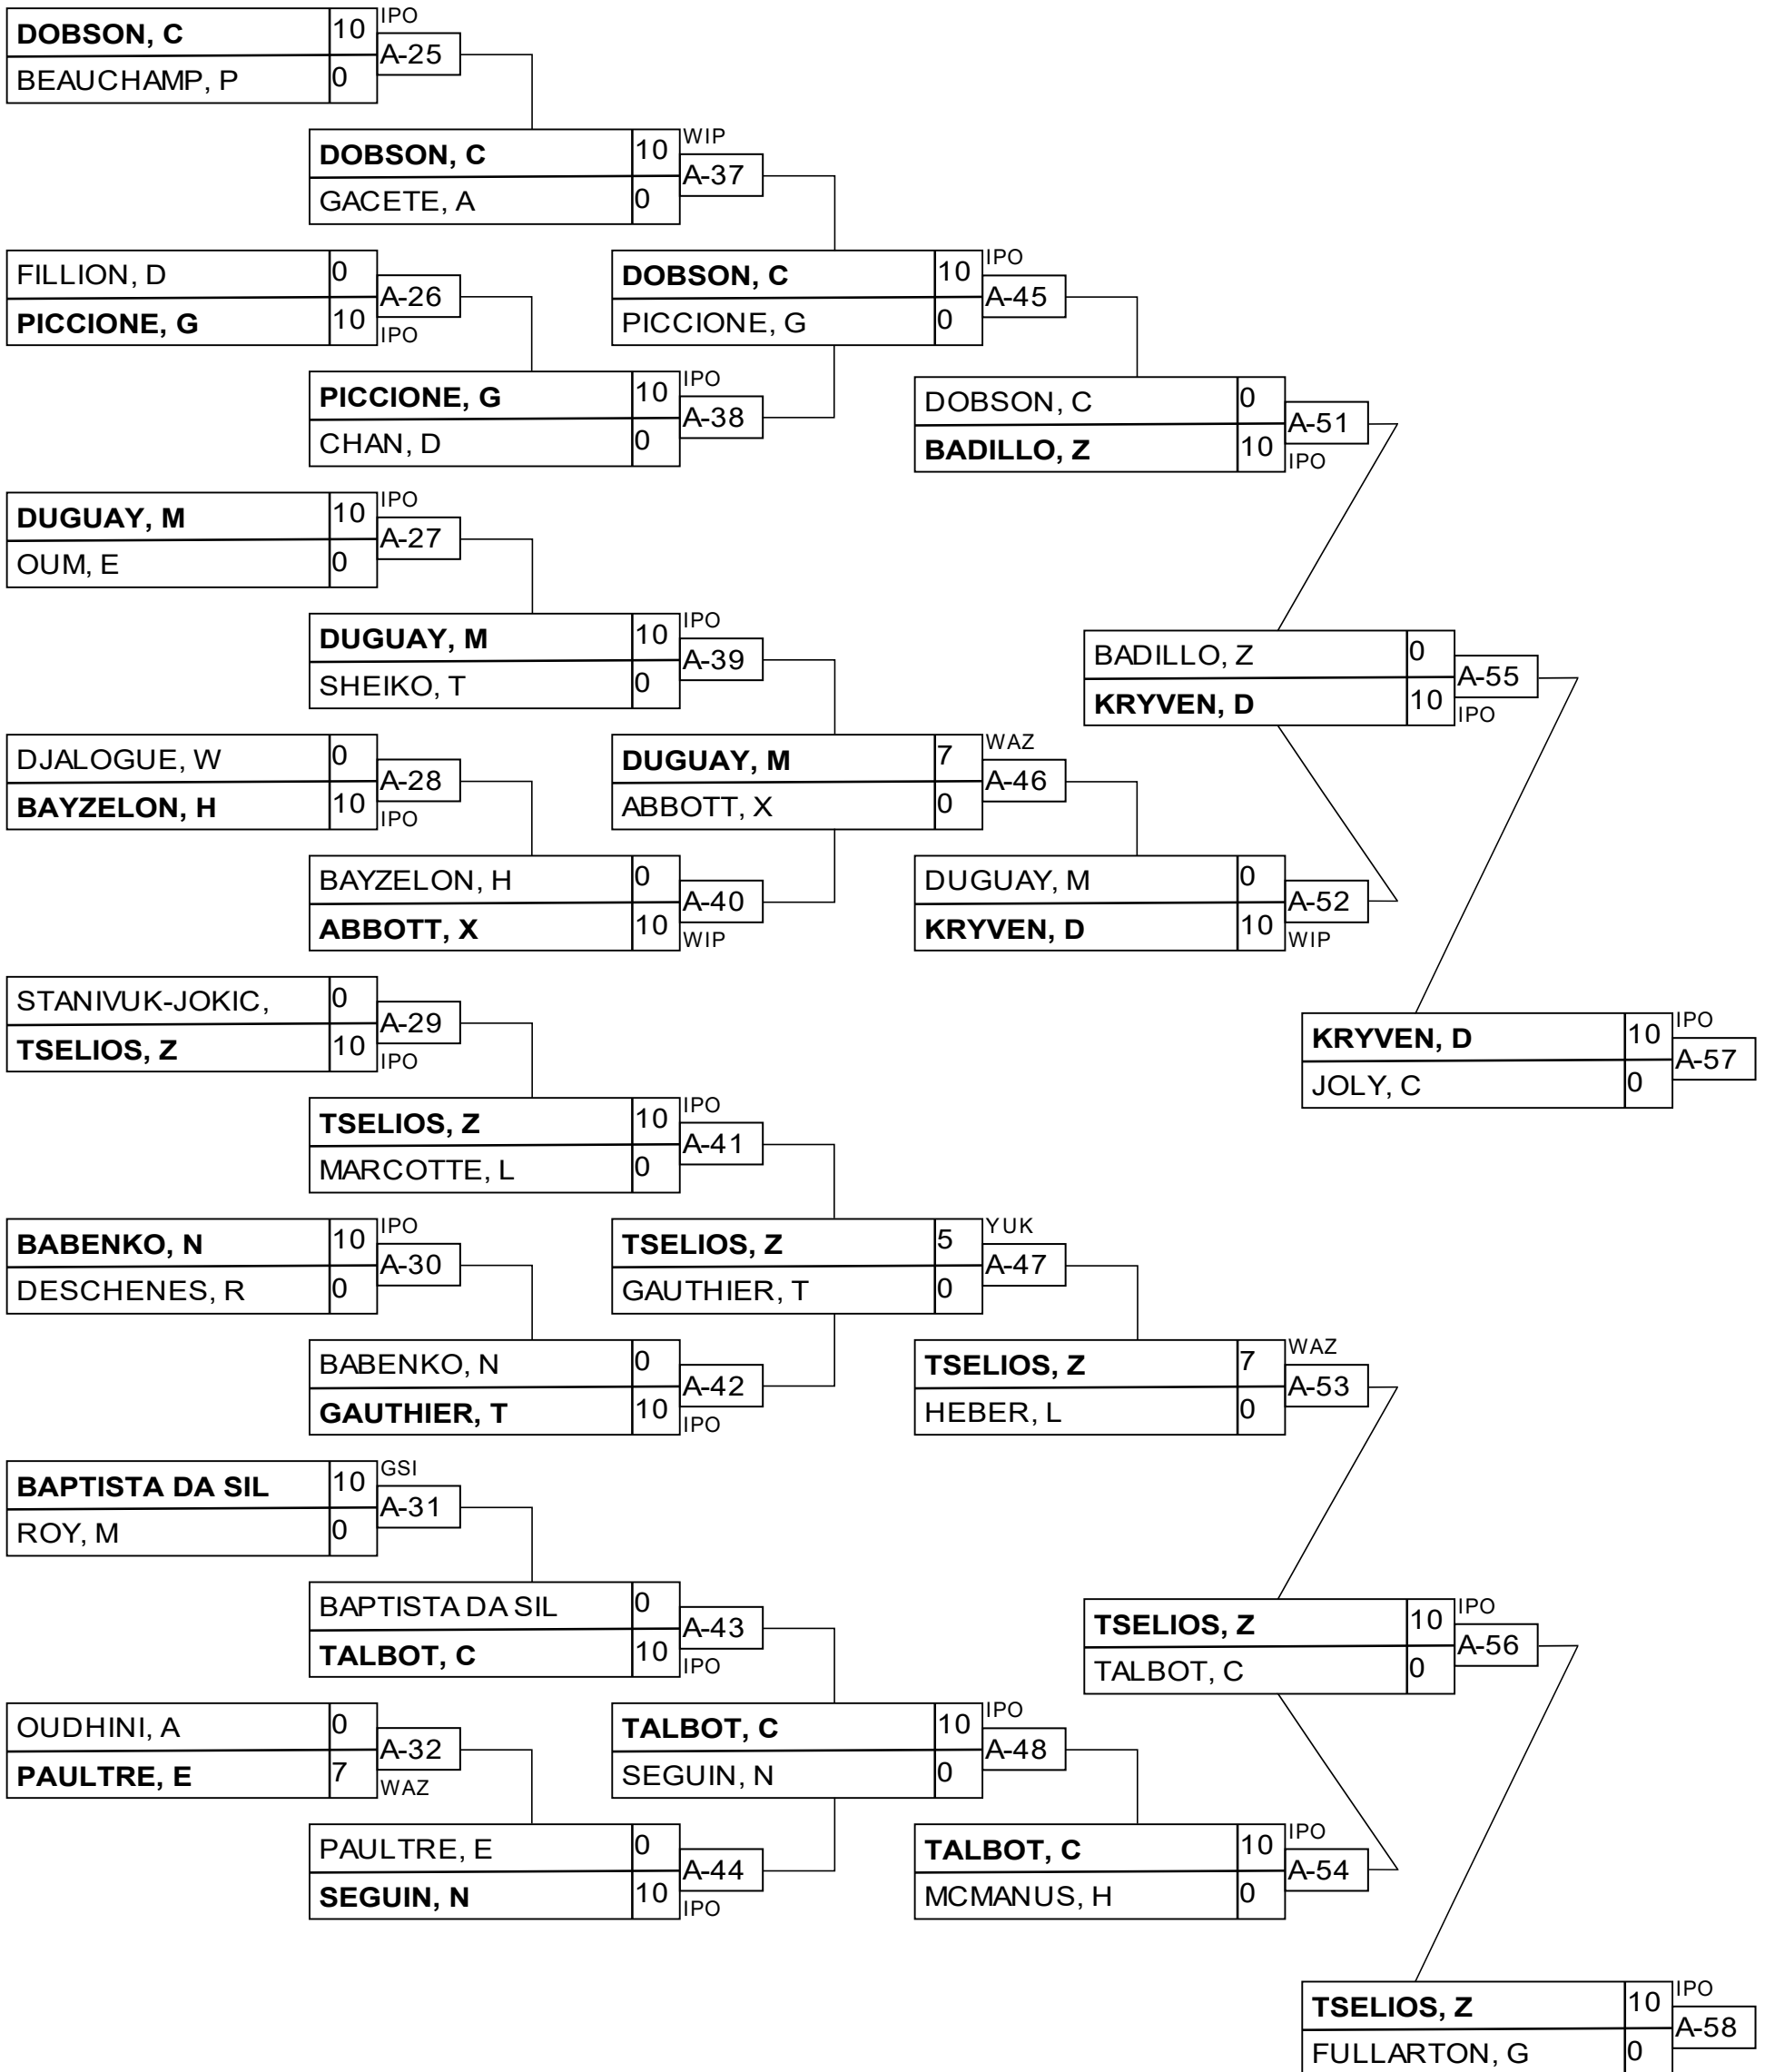 DOBSON, C 10 IPO
A-25
BEAUCHAMP, P 0
DOBSON, C 10 WIP
A-37
GACETE, A 0
FILLION, D 0
A-26
PICCIONE, G 10 IPO
DOBSON, C 10 IPO
A-45
PICCIONE, G 0
PICCIONE, G 10 IPO
A-38
CHAN, D 0
DOBSON, C 0
A-51
BADILLO, Z 10 IPO
DUGUAY, M 10 IPO
A-27
OUM, E 0
DUGUAY, M 10 IPO
A-39
SHEIKO, T 0
BADILLO, Z 0
A-55
KRYVEN, D 10 IPO
DJALOGUE, W 0
A-28
BAYZELON, H 10 IPO
DUGUAY, M 7 WAZ
A-46
ABBOTT, X 0
BAYZELON, H 0
A-40
ABBOTT, X 10 WIP
DUGUAY, M 0
A-52
KRYVEN, D 10 WIP
STANIVUK-JOKIC, 0
A-29
TSELIOS, Z 10 IPO
KRYVEN, D 10 IPO
A-57
JOLY, C 0
TSELIOS, Z 10 IPO
A-41
MARCOTTE, L 0
BABENKO, N 10 IPO
A-30
DESCHENES, R 0
TSELIOS, Z 5 YUK
A-47
GAUTHIER, T 0
BABENKO, N 0
A-42
GAUTHIER, T 10 IPO
TSELIOS, Z 7 WAZ
A-53
HEBER, L 0
BAPTISTA DA SIL 10 GSI
A-31
ROY, M 0
BAPTISTA DA SIL 0
A-43
TALBOT, C 10 IPO
TSELIOS, Z 10 IPO
A-56
TALBOT, C 0
OUDHINI, A 0
A-32
PAULTRE, E 7 WAZ
TALBOT, C 10 IPO
A-48
SEGUIN, N 0
PAULTRE, E 0
A-44
SEGUIN, N 10 IPO
TALBOT, C 10 IPO
A-54
MCMANUS, H 0
TSELIOS, Z 10 IPO
A-58
FULLARTON, G 0